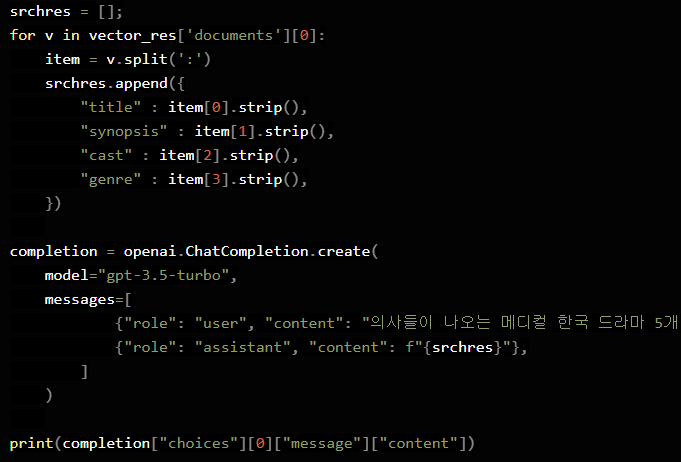 srchres = [];
for v in vector_res['documents'][0]:
    item = v.split(':')
    srchres.append({
        "title" : item[0].strip(),
        "synopsis" : item[1].strip(),
        "cast" : item[2].strip(),
        "genre" : item[3].strip(),
    })
completion = openai.ChatCompletion.create(
    model="gpt-3.5-turbo",
    messages=[
            {"role": "user", "content": "의사들이 나오는 메디컬 한국 드라마 5개
            {"role": "assistant", "content": f"{srchres}"},
        ]
    )
print(completion["choices"][0]["message"]["content"])